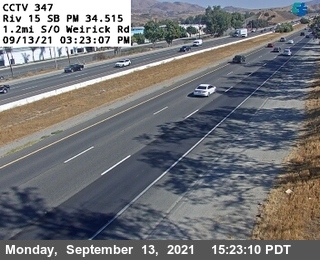 CCTV 347
Riv 15 SB PM 34.515
1.2mi S/O Weirick Rd
09/13/21 03:23:07 PM
Monday, September 13, 2021 15:23:10 PDT